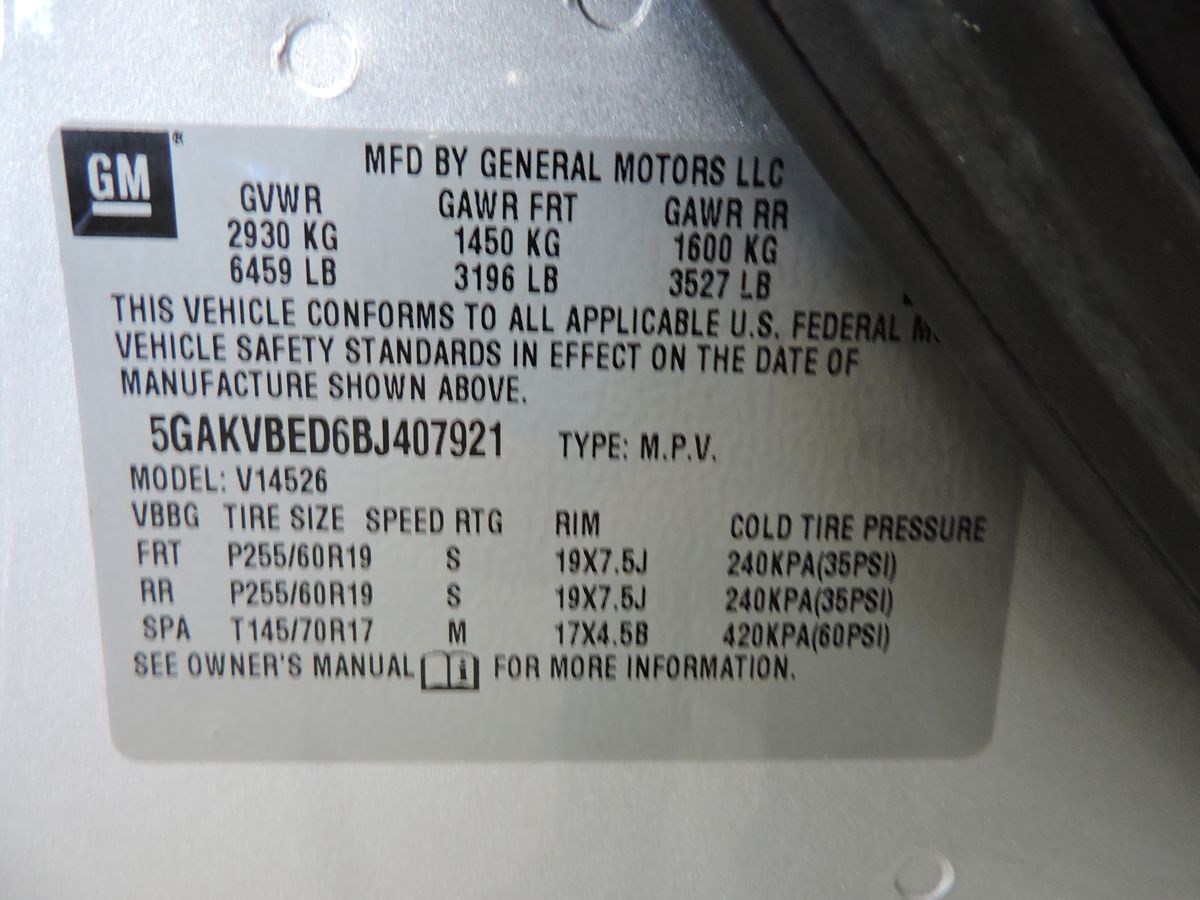 GM ®
MFD BY GENERAL MOTORS LLC
GVWR GAWR FRT GAWR RR
2930 KG 1450 KG 1600 KG
6459 LB 3196 LB 3527 LB
THIS VEHICLE CONFORMS TO ALL APPLICABLE U.S. FEDERAL
VEHICLE SAFETY STANDARDS IN EFFECT ON THE DATE OF
MANUFACTURE SHOWN ABOVE.
5GAKVBED6BJ407921 TYPE: M.P.V.
MODEL: V14526
VBBG TIRE SIZE SPEED RTG RIM COLD TIRE PRESSURE
FRT P255/60R19 S 19X7.5J 240KPA(35PSI)
RR P255/60R19 S 19X7.5J 240KPA(35PSI)
SPA T145/70R17 M 17X4.5B 420KPA(60PSI)
SEE OWNER'S MANUAL FOR MORE INFORMATION.